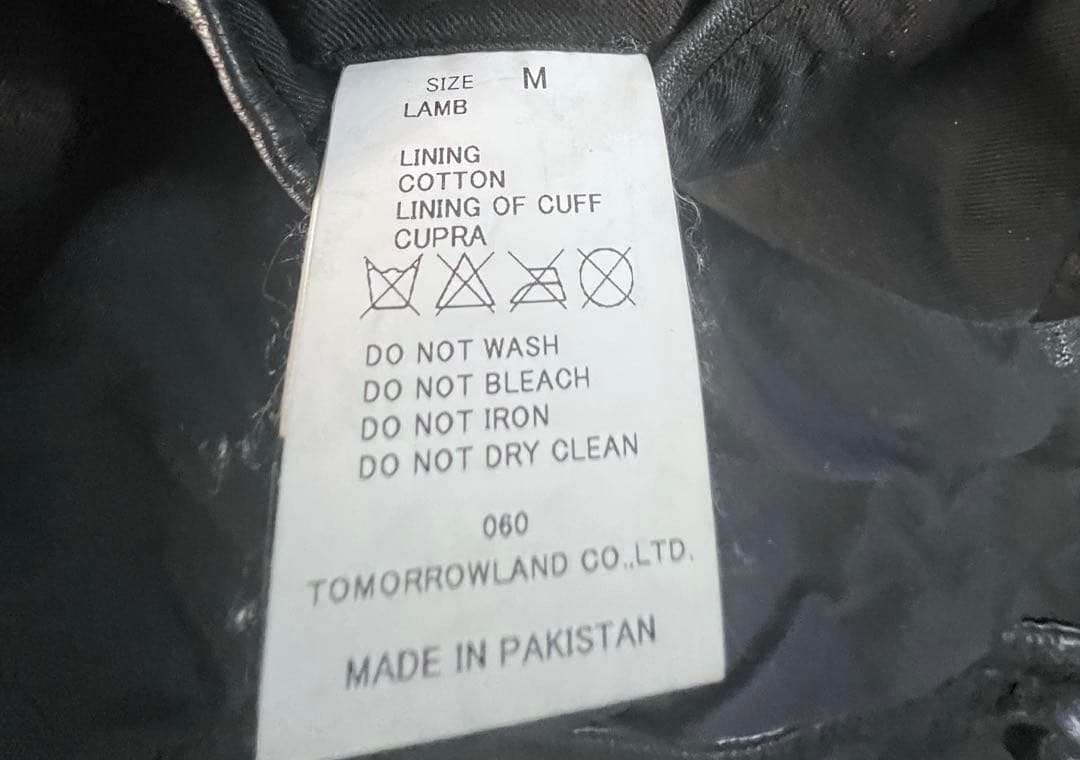 SIZE M
LAMB
LINING
COTTON
LINING OF CUFF
CUPRA
DO NOT WASH
DO NOT BLEACH
DO NOT IRON
DO NOT DRY CLEAN
060
TOMORROWLAND CO.,LTD.
MADE IN PAKISTAN